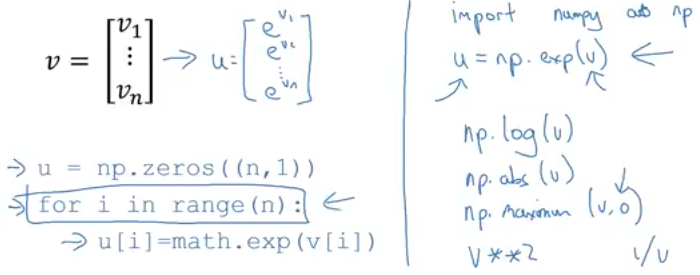 v = [v1 ⋮ vn] → u = [e^v1 e^v2 ⋮ e^vn]
→ u = np.zeros((n,1))
→ for i in range(n): ←
→ u[i]=math.exp(v[i])
import numpy as np
u = np.exp(v) ←
np.log(v)
np.abs(v)
np.maximum(v,0)
v**2 1/v